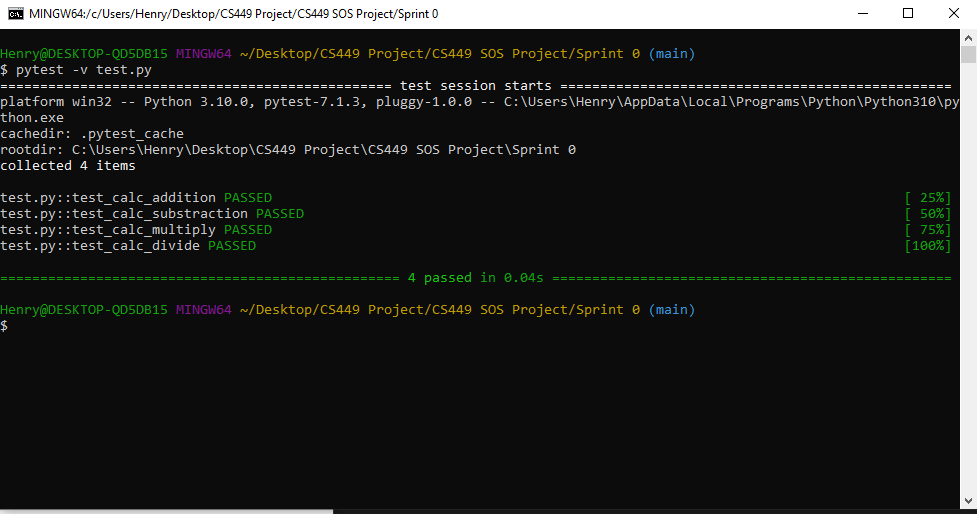 MINGW64:/c/Users/Henry/Desktop/CS449 Project/CS449 SOS Project/Sprint 0
Henry@DESKTOP-QD5DB15 MINGW64 ~/Desktop/CS449 Project/CS449 SOS Project/Sprint 0 (main)
$ pytest -v test.py
================================================= test session starts =================================================
platform win32 -- Python 3.10.0, pytest-7.1.3, pluggy-1.0.0 -- C:\Users\Henry\AppData\Local\Programs\Python\Python310\py
thon.exe
cachedir: .pytest_cache
rootdir: C:\Users\Henry\Desktop\CS449 Project\CS449 SOS Project\Sprint 0
collected 4 items
test.py::test_calc_addition PASSED [ 25%]
test.py::test_calc_substraction PASSED [ 50%]
test.py::test_calc_multiply PASSED [ 75%]
test.py::test_calc_divide PASSED [100%]
================================================== 4 passed in 0.04s ==================================================
Henry@DESKTOP-QD5DB15 MINGW64 ~/Desktop/CS449 Project/CS449 SOS Project/Sprint 0 (main)
$